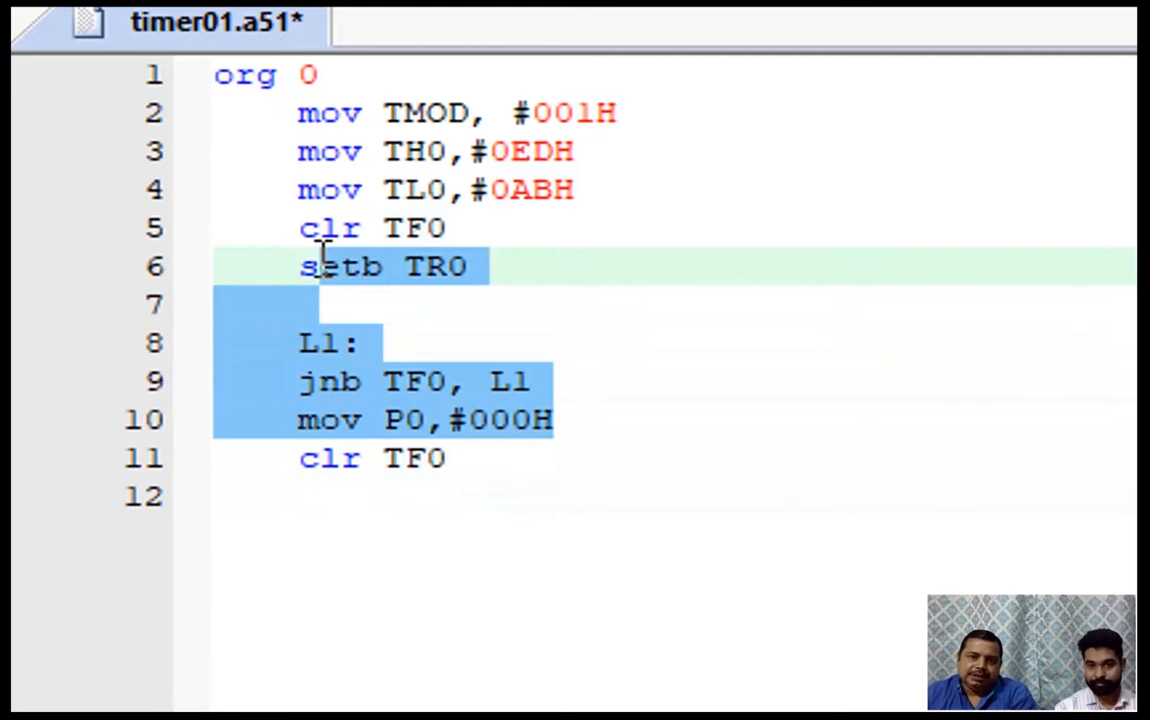 timer01.a51*
1 org 0
2 mov TMOD, #001H
3 mov TH0,#0EDH
4 mov TL0,#0ABH
5 clr TF0
6 setb TR0
7
8 L1:
9 jnb TF0, L1
10 mov P0,#000H
11 clr TF0
12